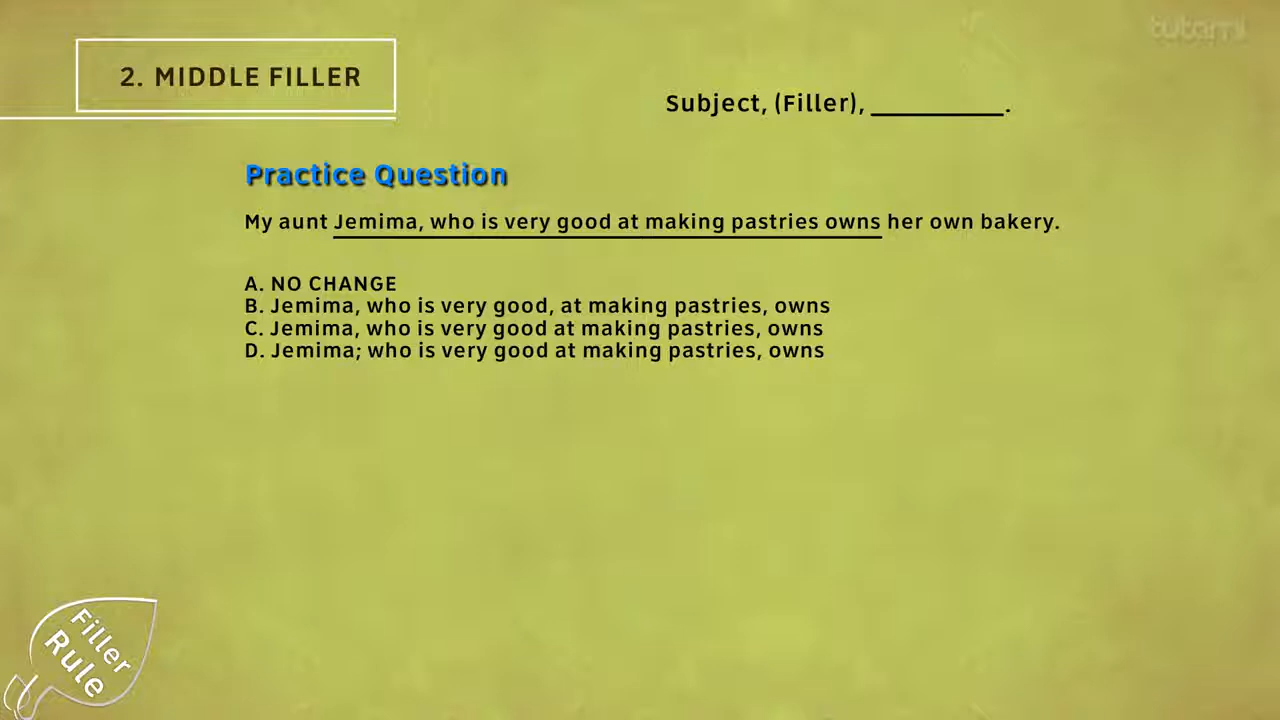 tutamil
2. MIDDLE FILLER
Subject, (Filler), __________.
Practice Question
My aunt Jemima, who is very good at making pastries owns her own bakery.
A. NO CHANGE
B. Jemima, who is very good, at making pastries, owns
C. Jemima, who is very good at making pastries, owns
D. Jemima; who is very good at making pastries, owns
Filler
Rule